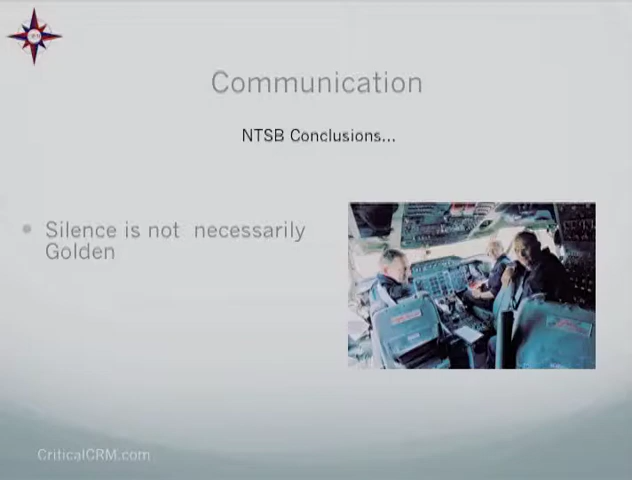 Communication
NTSB Conclusions...
• Silence is not necessarily
Golden
CriticalCRM.com